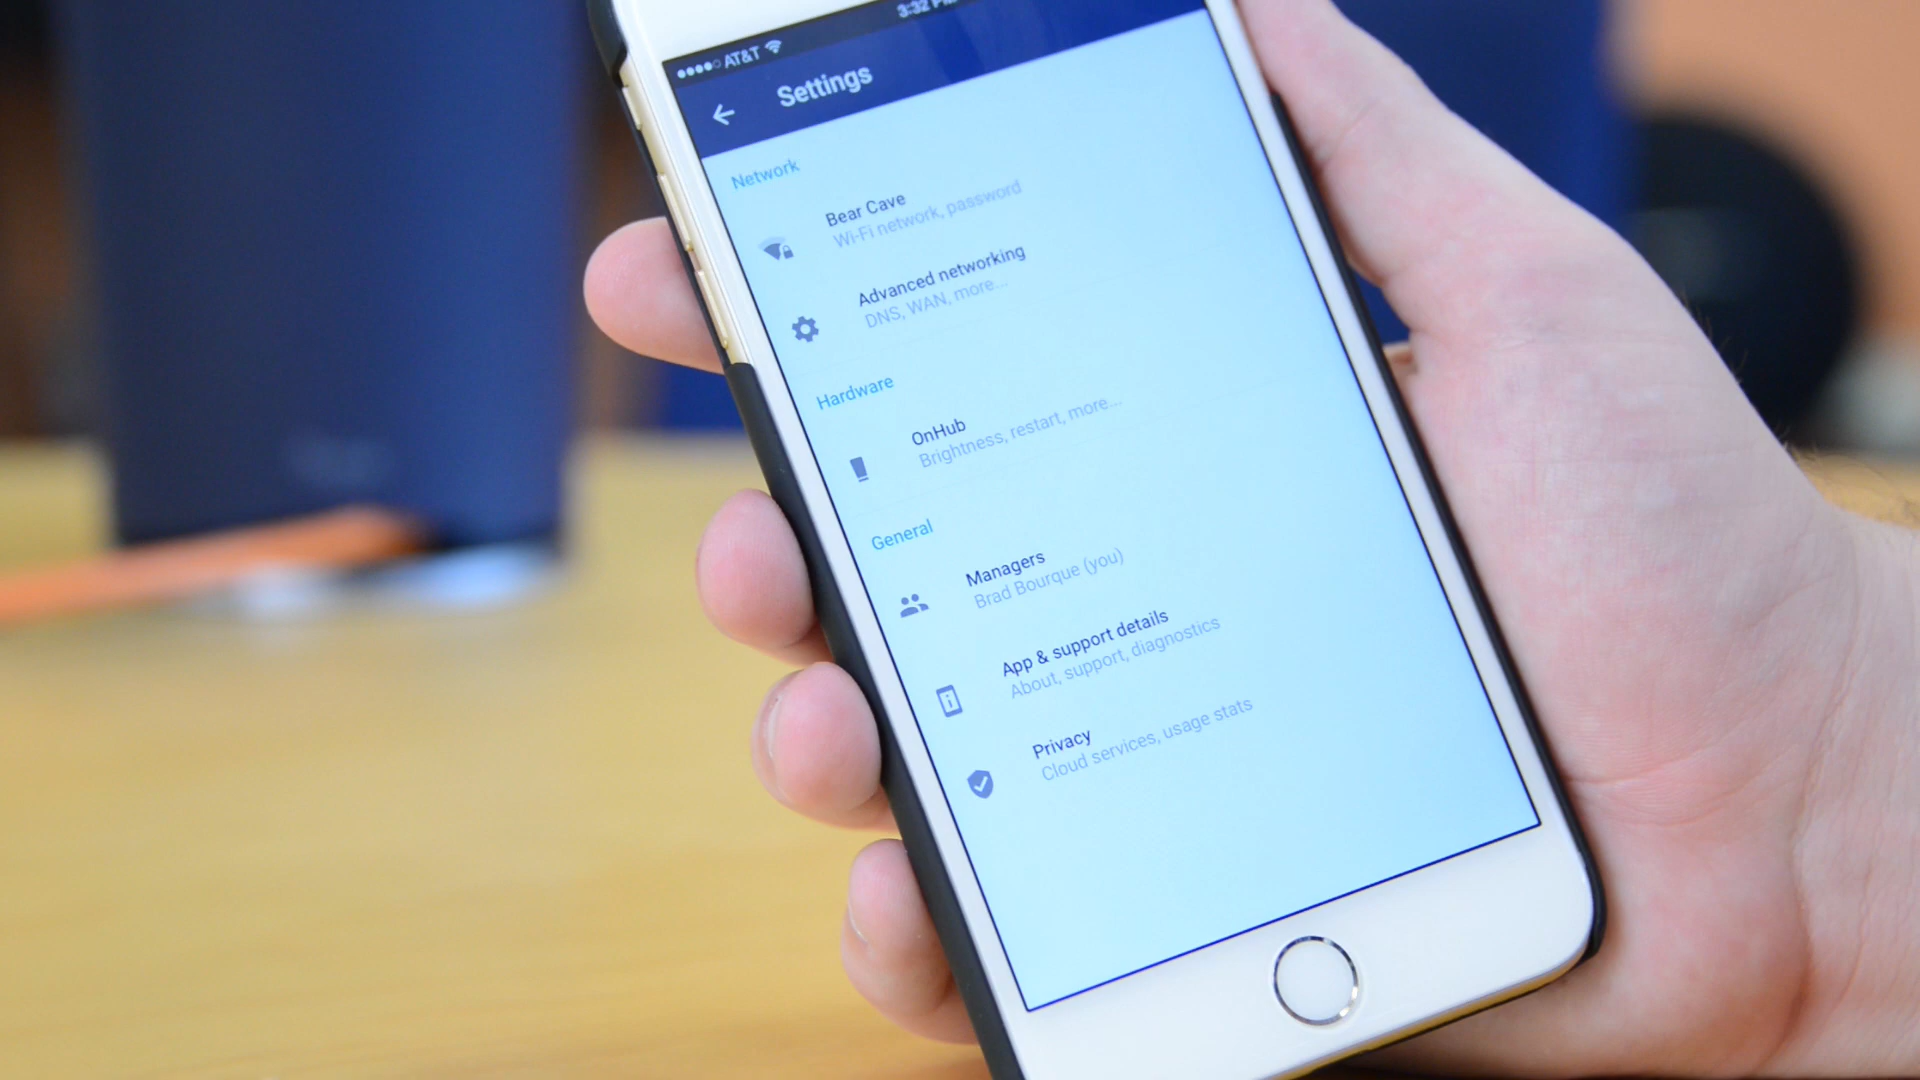 AT&T 3:32 PM
Settings
Network
Bear Cave
Wi-Fi network, password
Advanced networking
DNS, WAN, more...
Hardware
OnHub
Brightness, restart, more...
General
Managers
Brad Bourque (you)
App & support details
About, support, diagnostics
Privacy
Cloud services, usage stats